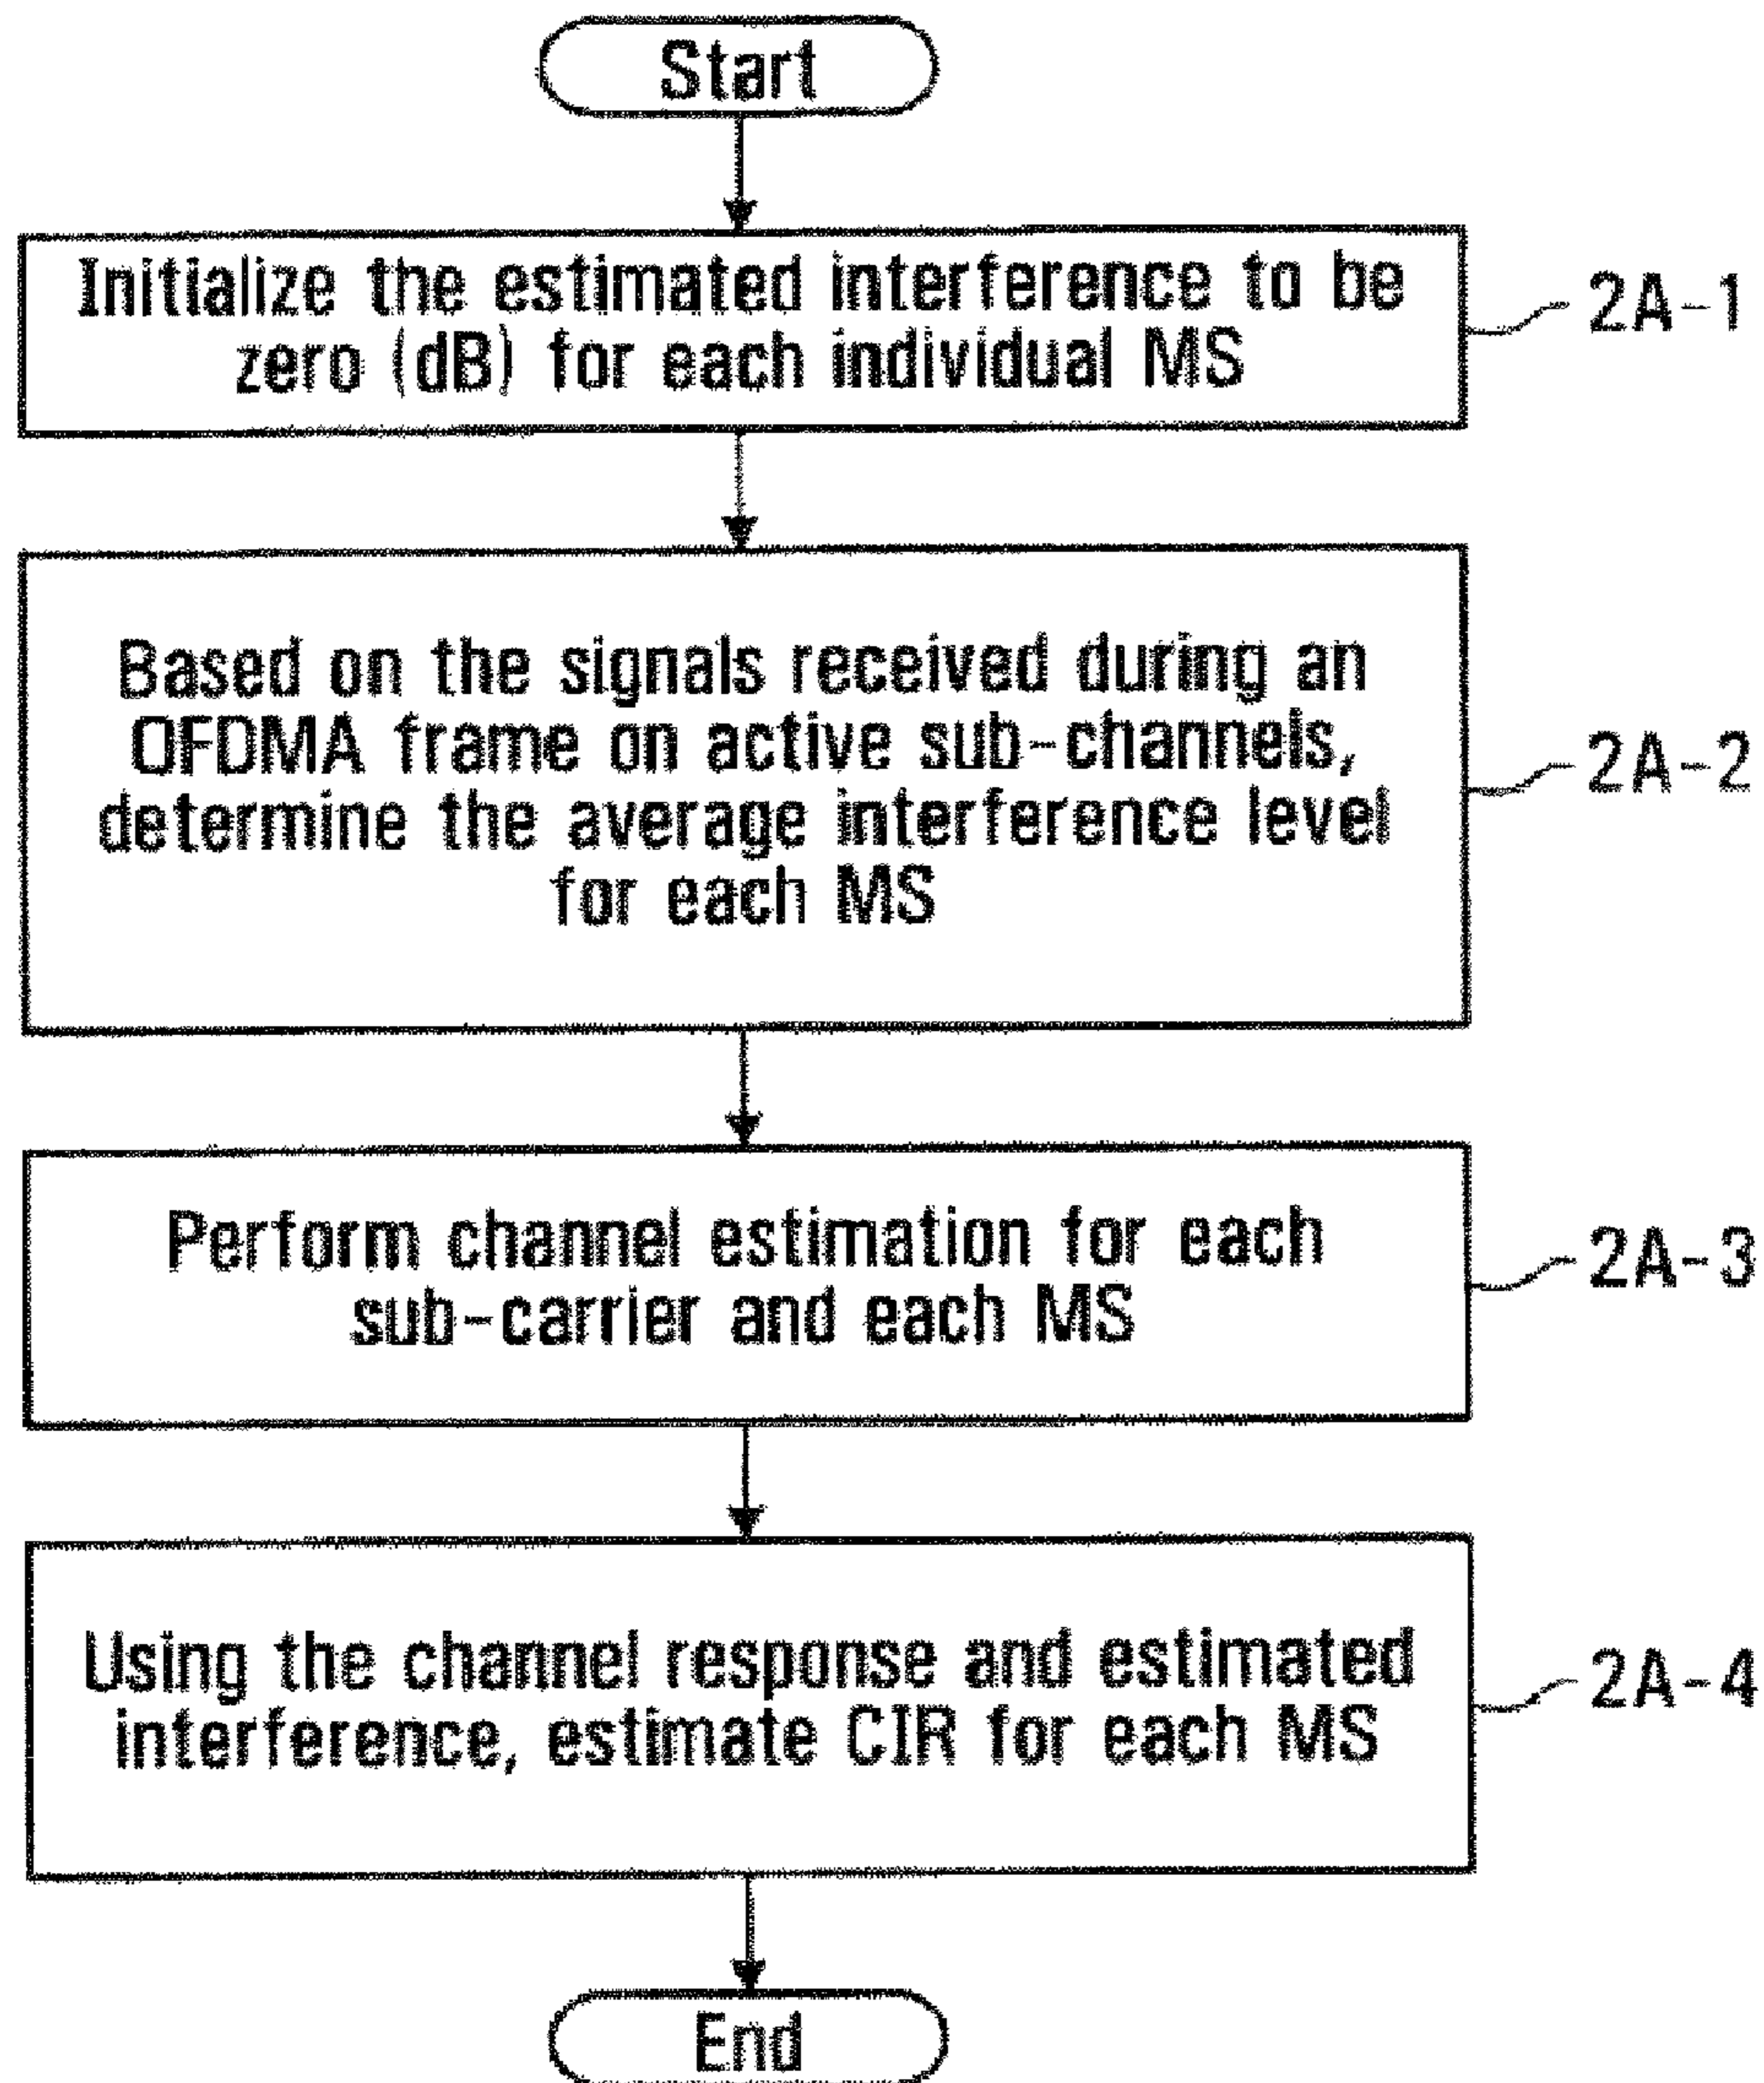 Start
Initialize the estimated interference to be
zero (dB) for each individual MS
2A-1
Based on the signals received during an
OFDMA frame on active sub-channels,
determine the average interference level
for each MS
2A-2
Perform channel estimation for each
sub-carrier and each MS
2A-3
Using the channel response and estimated
interference, estimate CIR for each MS
2A-4
End